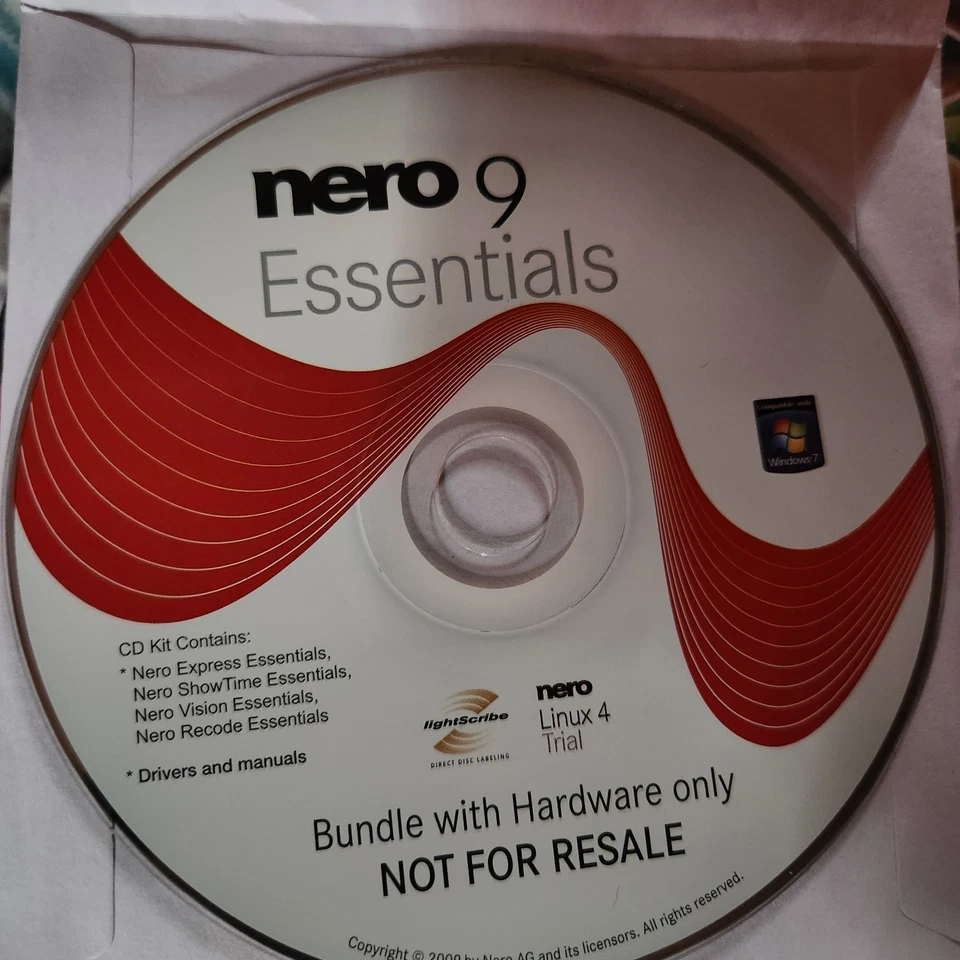 nero 9
Essentials
Compatible with
Windows 7
CD Kit Contains:
* Nero Express Essentials,
Nero ShowTime Essentials,
Nero Vision Essentials,
Nero Recode Essentials
* Drivers and manuals
lightScribe
DIRECT DISC LABELING
nero
Linux 4
Trial
Bundle with Hardware only
NOT FOR RESALE
Copyright © 2009 by Nero AG and its licensors. All rights reserved.